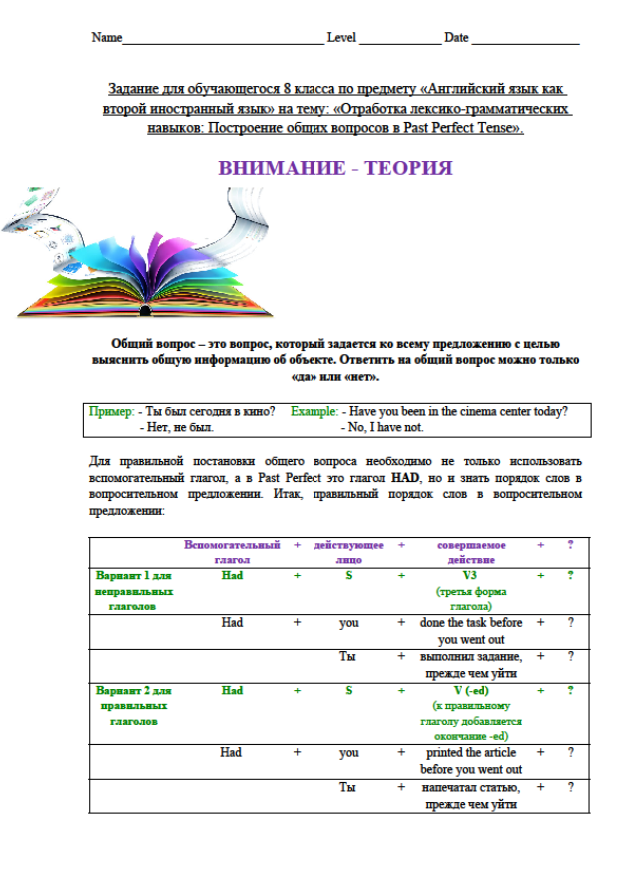 Name Level Date
Задание для обучающегося 8 класса по предмету «Английский язык как
второй иностранный язык» на тему: «Отработка лексико-грамматических
навыков: Построение общих вопросов в Past Perfect Tense».
ВНИМАНИЕ - ТЕОРИЯ
Общий вопрос – это вопрос, который задается ко всему предложению с целью
выяснить общую информацию об объекте. Ответить на общий вопрос можно только
«да» или «нет».
Пример: - Ты был сегодня в кино? Example: - Have you been in the cinema center today?
- Нет, не был. - No, I have not.
Для правильной постановки общего вопроса необходимо не только использовать
вспомогательный глагол, а в Past Perfect это глагол HAD, но и знать порядок слов в
вопросительном предложении. Итак, правильный порядок слов в вопросительном
предложении:
Вспомогательный + действующее + совершаемое + ?
глагол лицо действие
Вариант 1 для Had + S + V3 + ?
неправильных (третья форма
глаголов глагола)
Had + you + done the task before + ?
you went out
Ты + выполнил задание, + ?
прежде чем уйти
Вариант 2 для Had + S + V (-ed) + ?
правильных (к правильному
глаголов глаголу добавляется
окончание -ed)
Had + you + printed the article + ?
before you went out
Ты + напечатал статью, + ?
прежде чем уйти